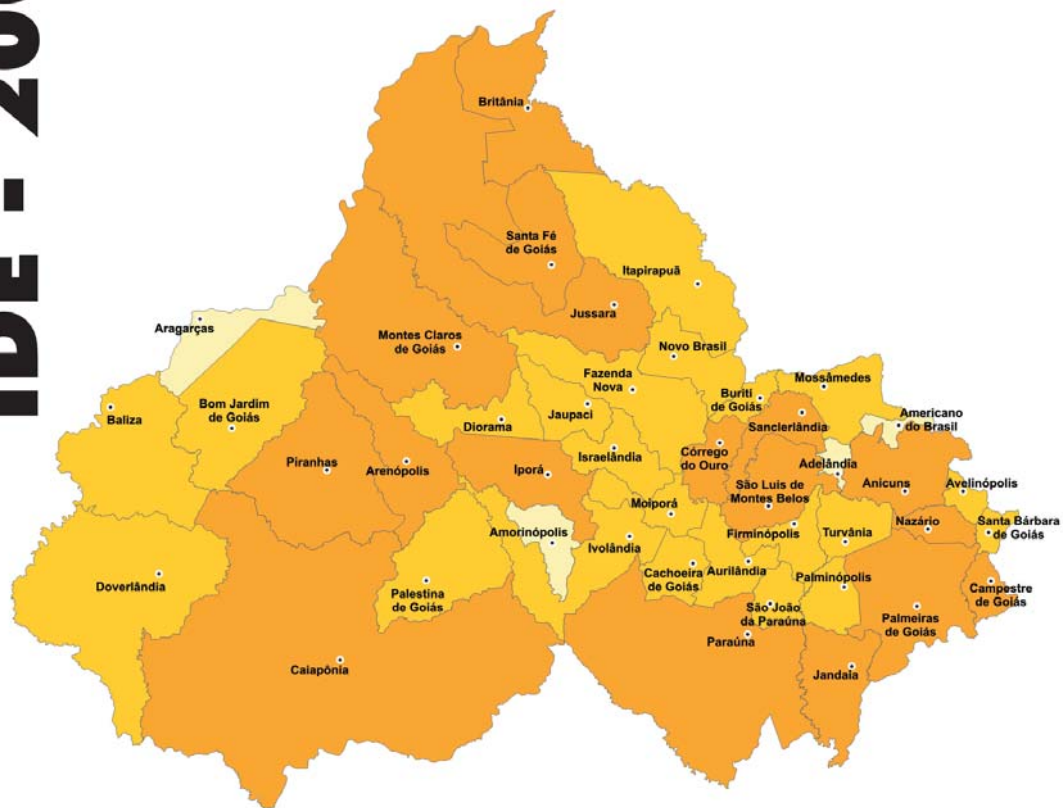 IDE - 20
Britânia
Santa Fé
de Goiás
Itapirapuã
Jussara
Aragarças
Montes Claros
de Goiás
Novo Brasil
Fazenda
Nova
Mossâmedes
Baliza
Bom Jardim
de Goiás
Buriti
de Goiás
Jaupaci
Americano
do Brasil
Diorama
Sanclerlândia
Israelândia
Córrego
do Ouro
Adelândia
Piranhas
Arenópolis
Iporá
São Luis de
Montes Belos
Anicuns
Avelinópolis
Moiporá
Amorinópolis
Firminópolis
Turvânia
Nazário
Santa Bárbara
de Goiás
Ivolândia
Doverlândia
Palestina
de Goiás
Cachoeira
de Goiás
Aurilândia
Palminópolis
Campestre
de Goiás
São João
da Paraúna
Palmeiras
de Goiás
Paraúna
Caiapônia
Jandaia